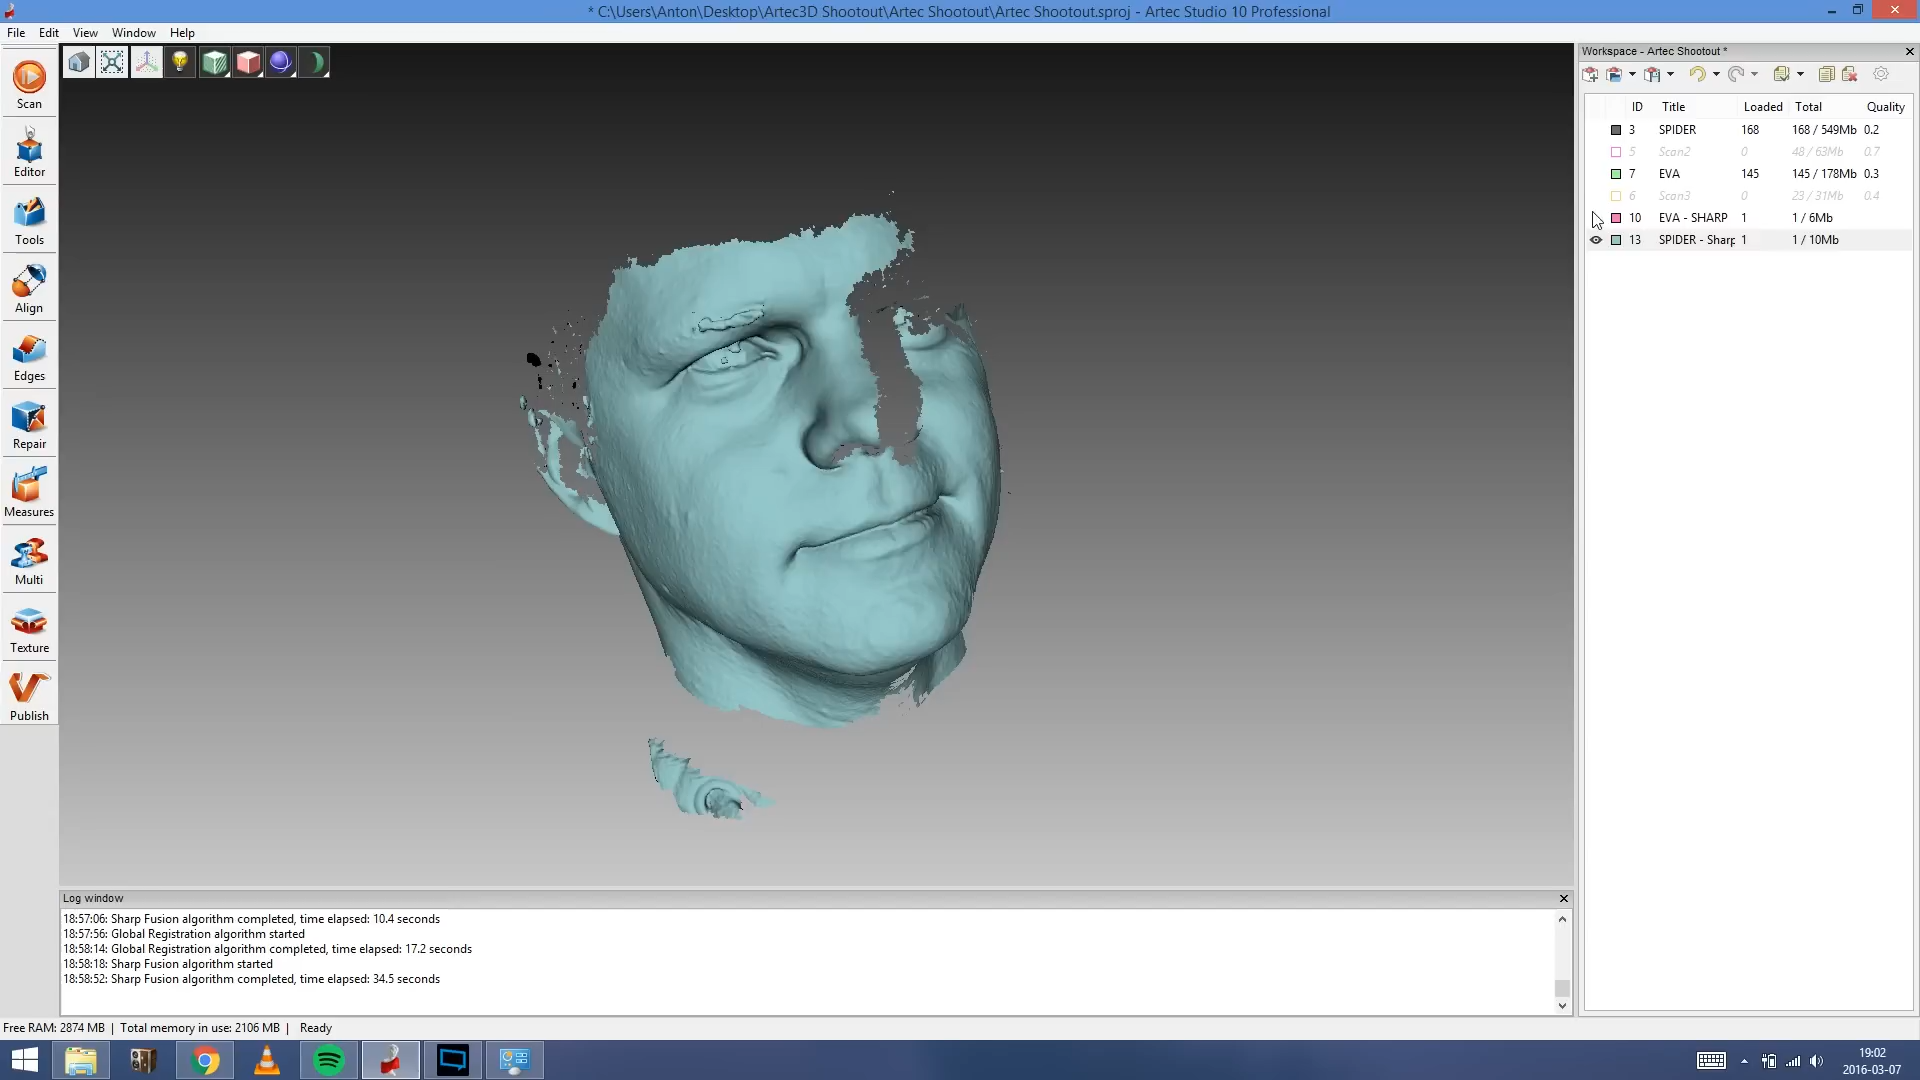 * C:\Users\Anton\Desktop\Artec3D Shootout\Artec Shootout\Artec Shootout.sproj - Artec Studio 10 Professional
File Edit View Window Help
Scan
Editor
Tools
Align
Edges
Repair
Measures
Multi
Texture
Publish
Workspace - Artec Shootout *
ID Title Loaded Total Quality
3 SPIDER 168 168 / 549Mb 0.2
5 Scan2 0 48 / 63Mb 0.7
7 EVA 145 145 / 178Mb 0.3
6 Scan3 0 23 / 31Mb 0.4
10 EVA - SHARP 1 1 / 6Mb
13 SPIDER - Sharp 1 1 / 10Mb
Log window
18:57:06: Sharp Fusion algorithm completed, time elapsed: 10.4 seconds
18:57:56: Global Registration algorithm started
18:58:14: Global Registration algorithm completed, time elapsed: 17.2 seconds
18:58:18: Sharp Fusion algorithm started
18:58:52: Sharp Fusion algorithm completed, time elapsed: 34.5 seconds
Free RAM: 2874 MB | Total memory in use: 2106 MB | Ready
19:02
2016-03-07